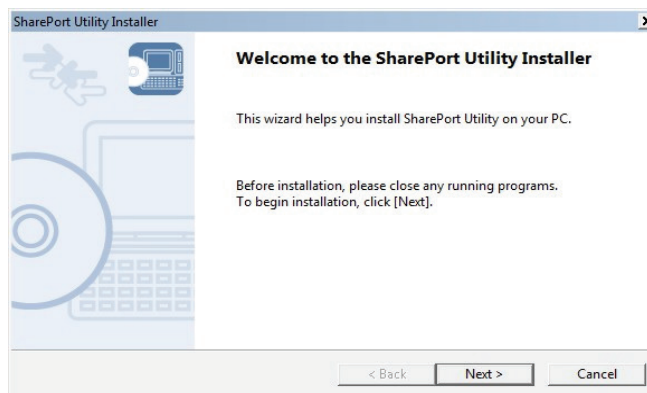 SharePort Utility Installer
Welcome to the SharePort Utility Installer
This wizard helps you install SharePort Utility on your PC.
Before installation, please close any running programs.
To begin installation, click [Next].
< Back
Next >
Cancel